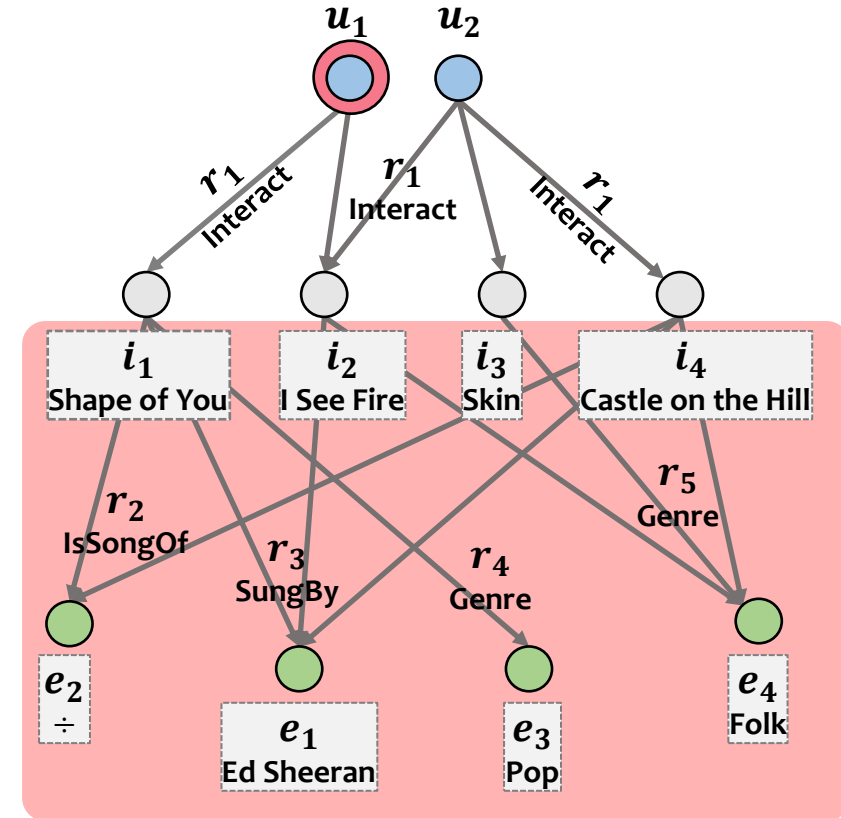 u₁
u₂
r₁
Interact
r₁
Interact
r₁
Interact
i₁
Shape of You
i₂
I See Fire
i₃
Skin
i₄
Castle on the Hill
r₂
IsSongOf
r₃
SungBy
r₄
Genre
r₅
Genre
e₂
÷
e₁
Ed Sheeran
e₃
Pop
e₄
Folk